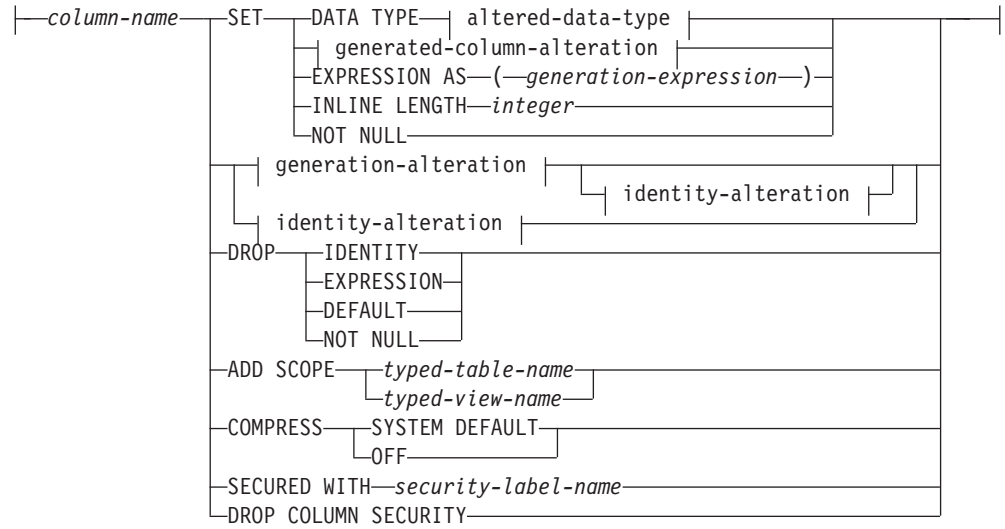 column-name SET DATA TYPE altered-data-type
generated-column-alteration
EXPRESSION AS ( generation-expression )
INLINE LENGTH integer
NOT NULL
generation-alteration
identity-alteration
identity-alteration
DROP IDENTITY
EXPRESSION
DEFAULT
NOT NULL
ADD SCOPE typed-table-name
typed-view-name
COMPRESS SYSTEM DEFAULT
OFF
SECURED WITH security-label-name
DROP COLUMN SECURITY